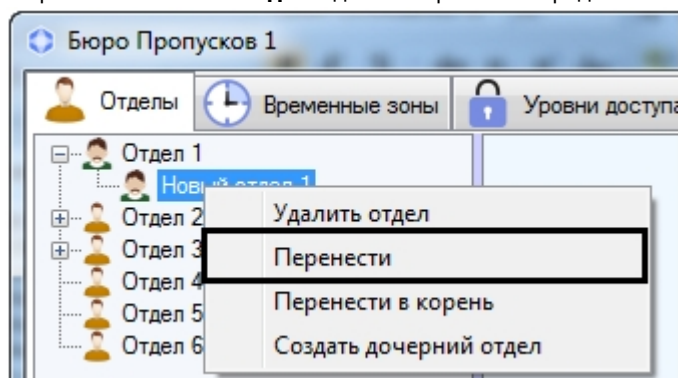 Бюро Пропусков 1
Отделы Временные зоны Уровни доступа
Отдел 1
Новый отдел 1
Отдел 2
Отдел 3
Отдел 4
Отдел 5
Отдел 6
Удалить отдел
Перенести
Перенести в корень
Создать дочерний отдел